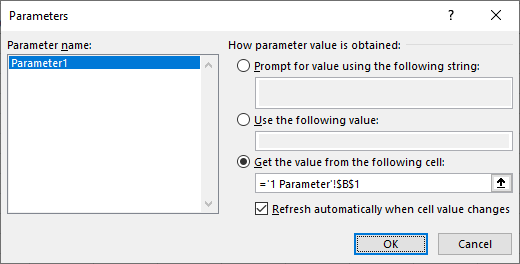 Parameters
?
Parameter name:
Parameter1
How parameter value is obtained:
Prompt for value using the following string:
Use the following value:
Get the value from the following cell:
='1 Parameter'!$B$1
Refresh automatically when cell value changes
OK
Cancel